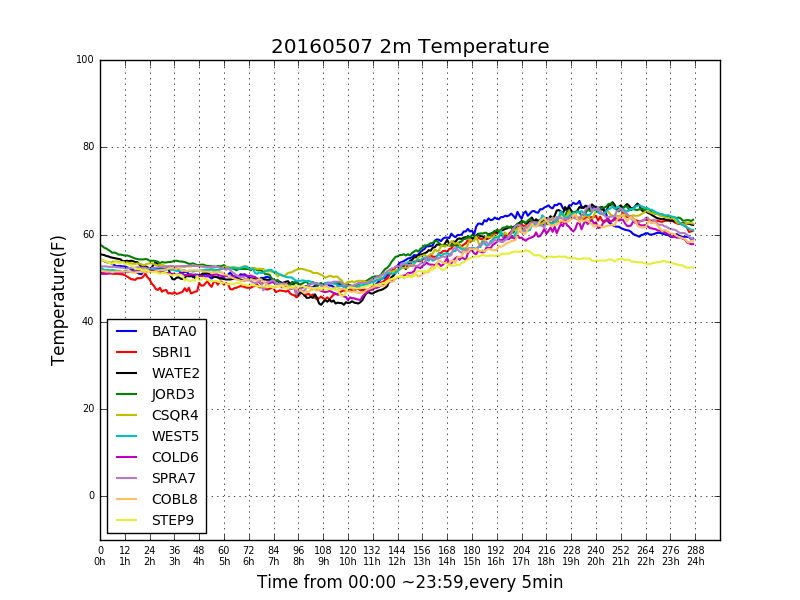 20160507 2m Temperature
100
80
60
40
20
0
Temperature(F)
BATA0
SBRI1
WATE2
JORD3
CSQR4
WEST5
COLD6
SPRA7
COBL8
STEP9
0 12 24 36 48 60 72 84 96 108 120 132 144 156 168 180 192 204 216 228 240 252 264 276 288
0h 1h 2h 3h 4h 5h 6h 7h 8h 9h 10h 11h 12h 13h 14h 15h 16h 17h 18h 19h 20h 21h 22h 23h 24h
Time from 00:00 ~23:59,every 5min